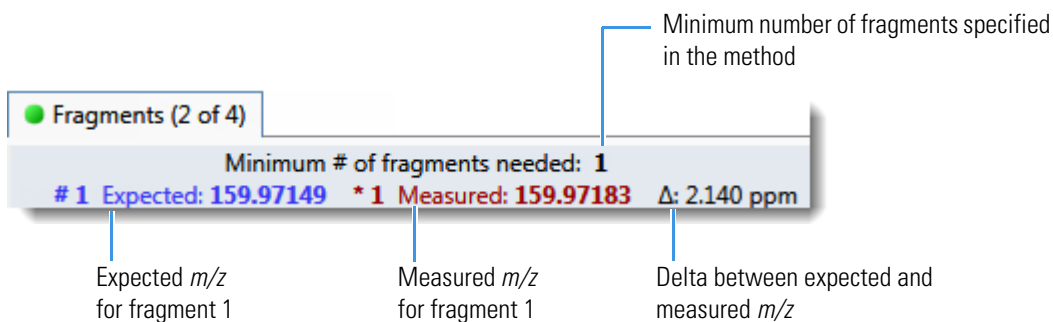 Minimum number of fragments specified
in the method
Fragments (2 of 4)
Minimum # of fragments needed: 1
# 1 Expected: 159.97149 * 1 Measured: 159.97183 Δ: 2.140 ppm
Expected m/z
for fragment 1
Measured m/z
for fragment 1
Delta between expected and
measured m/z